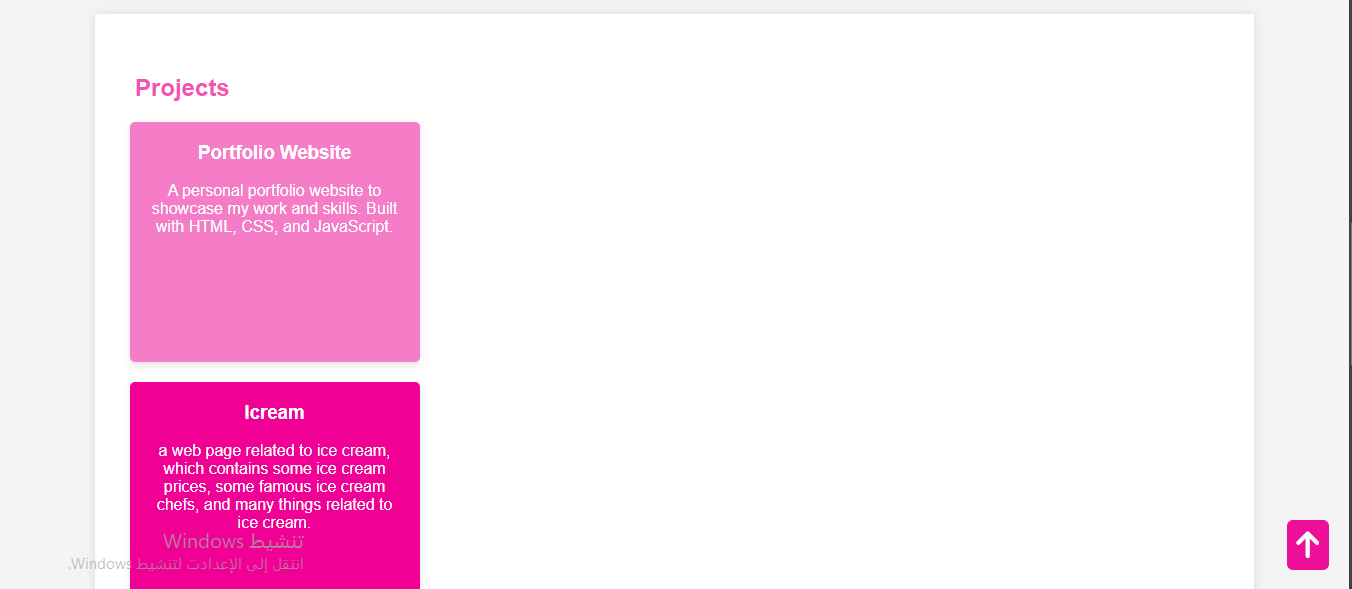 Projects
Portfolio Website
A personal portfolio website to
showcase my work and skills. Built
with HTML, CSS, and JavaScript.
Icream
a web page related to ice cream,
which contains some ice cream
prices, some famous ice cream
chefs, and many things related to
ice cream.
تنشيط Windows
انتقل إلى الإعدادت لتنشيط Windows.